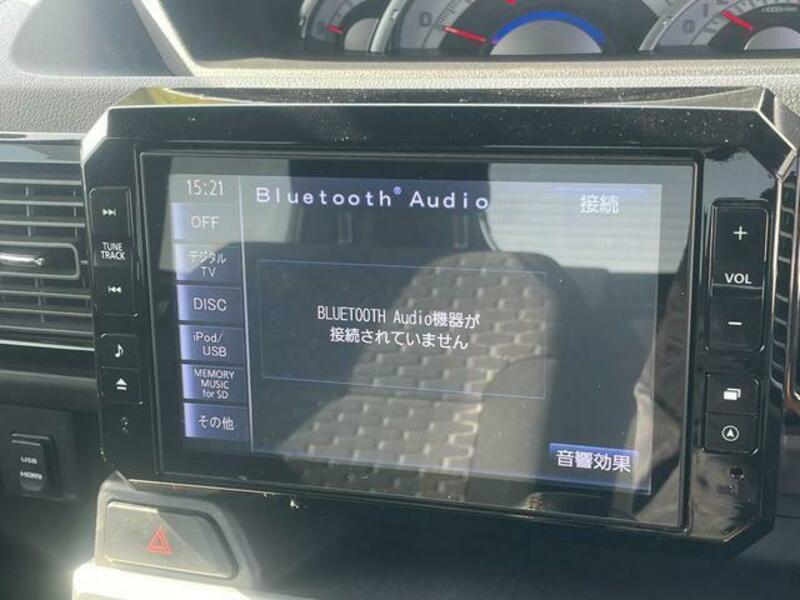 15:21
Bluetooth® Audio
接続
OFF
デジタル
TV
DISC
iPod/
USB
MEMORY
MUSIC
for SD
その他
BLUETOOTH Audio機器が
接続されていません
音響効果
TUNE
TRACK
+
VOL
−
USB
HDMI
0